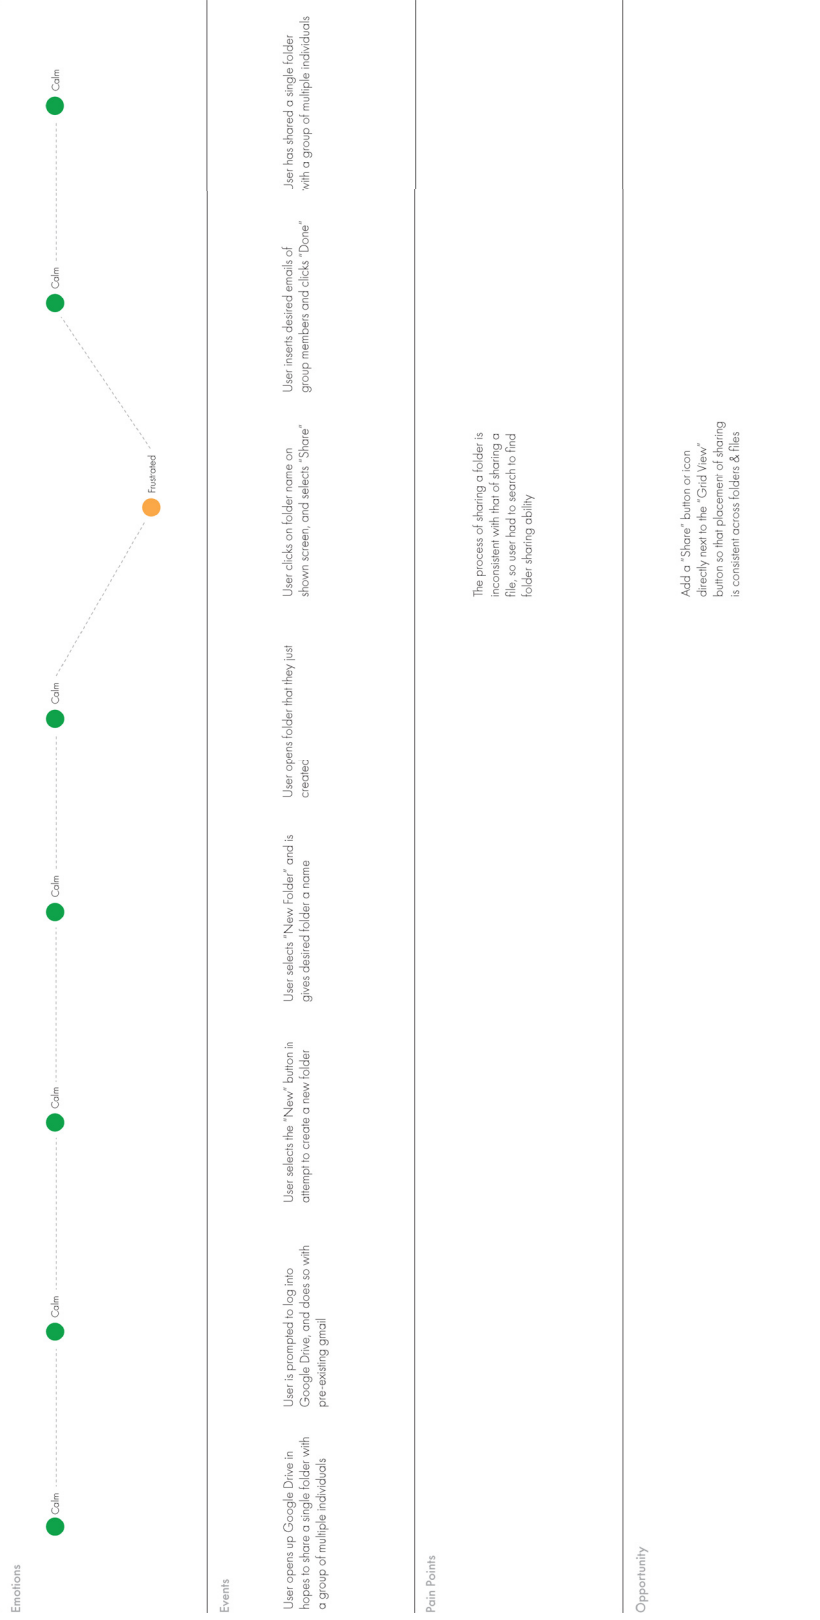 Emotions
Calm
Calm
Calm
Calm
Calm
Frustrated
Calm
Calm
Events
User opens up Google Drive in
hopes to share a single folder with
a group of multiple individuals
User is prompted to log into
Google Drive, and does so with
pre-existing gmail
User selects the "New" button in
attempt to create a new folder
User selects "New Folder" and is
gives desired folder a name
User opens folder that they just
created
User clicks on folder name on
shown screen, and selects "Share"
User inserts desired emails of
group members and clicks "Done"
User has shared a single folder
with a group of multiple individuals
Pain Points
The process of sharing a folder is
inconsistent with that of sharing a
file, so user had to search to find
folder sharing ability
Opportunity
Add a "Share" button or icon
directly next to the "Grid View"
button so that placement of sharing
is consistent across folders & files